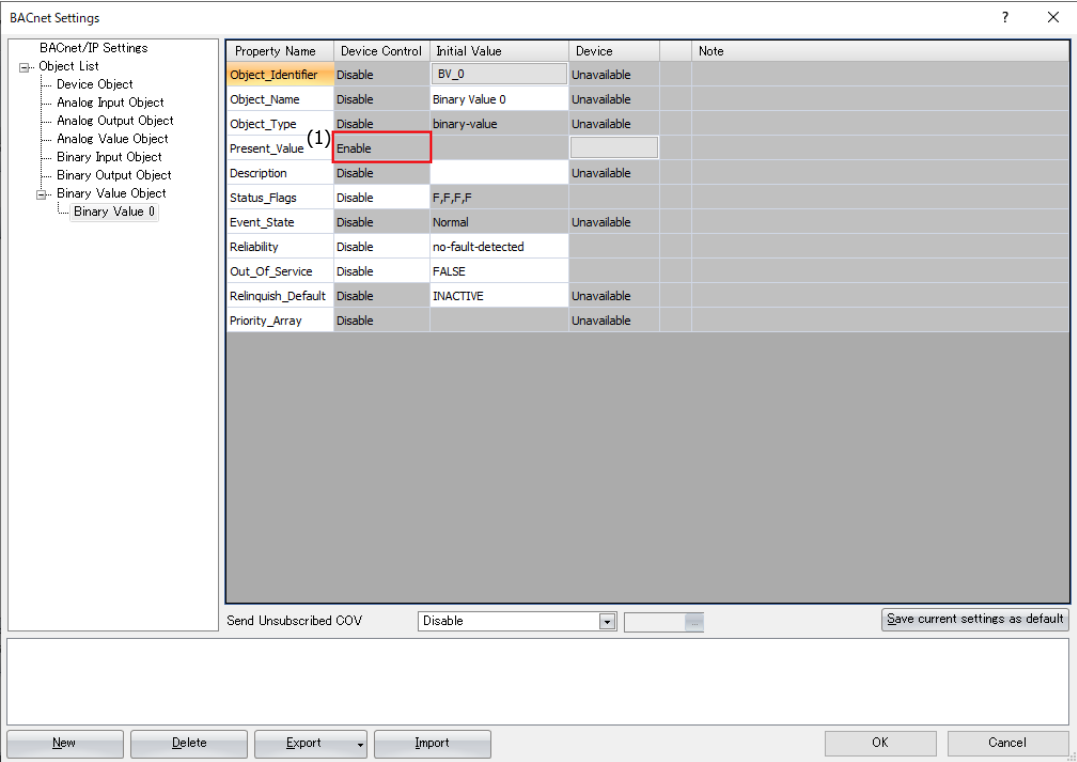 BACnet Settings ? ×
BACnet/IP Settings
Object List
Device Object
Analog Input Object
Analog Output Object
Analog Value Object
Binary Input Object
Binary Output Object
Binary Value Object
Binary Value 0
Property Name Device Control Initial Value Device Note
Object_Identifier Disable BV_0 Unavailable
Object_Name Disable Binary Value 0 Unavailable
Object_Type Disable binary-value Unavailable
Present_Value (1) Enable
Description Disable Unavailable
Status_Flags Disable F,F,F,F
Event_State Disable Normal Unavailable
Reliability Disable no-fault-detected
Out_Of_Service Disable FALSE
Relinquish_Default Disable INACTIVE Unavailable
Priority_Array Disable Unavailable
Send Unsubscribed COV Disable ... Save current settings as default
New Delete Export Import OK Cancel